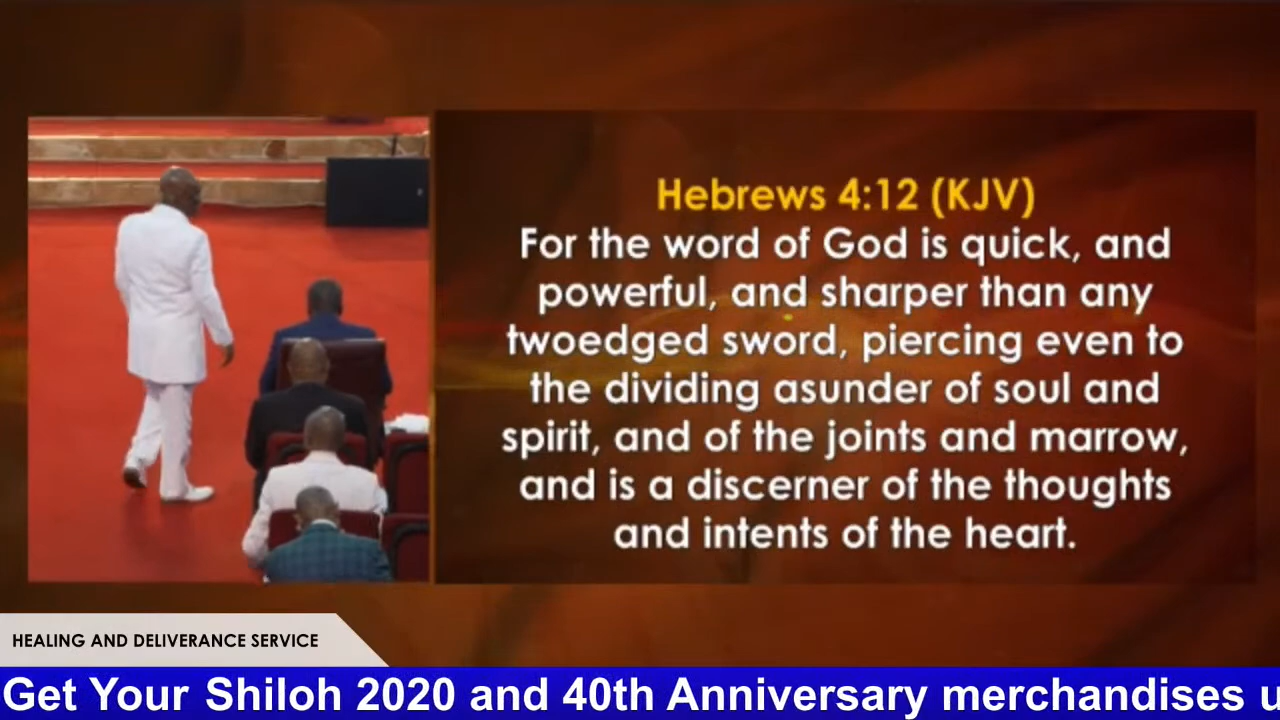 Hebrews 4:12 (KJV)
For the word of God is quick, and
powerful, and sharper than any
twoedged sword, piercing even to
the dividing asunder of soul and
spirit, and of the joints and marrow,
and is a discerner of the thoughts
and intents of the heart.
HEALING AND DELIVERANCE SERVICE
Get Your Shiloh 2020 and 40th Anniversary merchandises